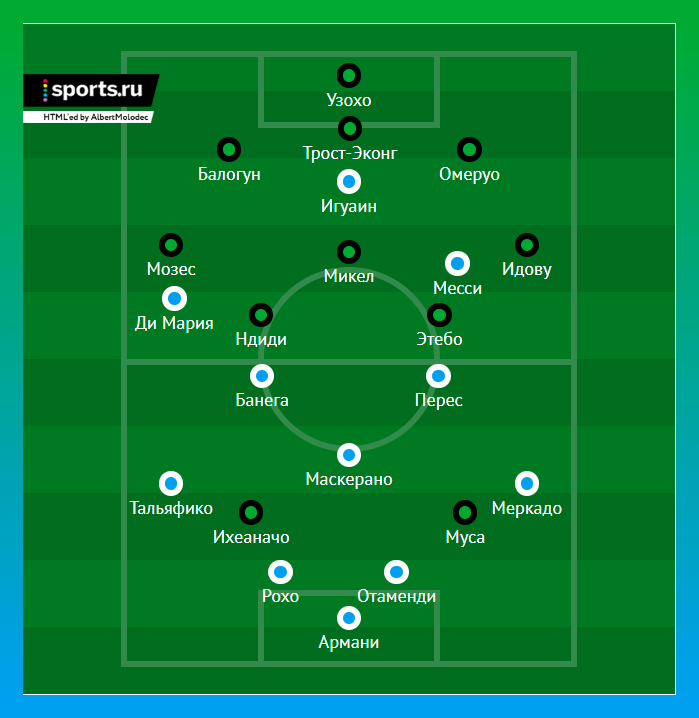 Узохо
sports.ru
HTML'ed by AlbertMolodec
Трост-Эконг
Балогун
Омеруо
Игуаин
Мозес
Микел
Идову
Месси
Ди Мария
Ндиди
Этебо
Банега
Перес
Маскерано
Тальяфико
Меркадо
Ихеаначо
Муса
Рохо
Отаменди
Армани